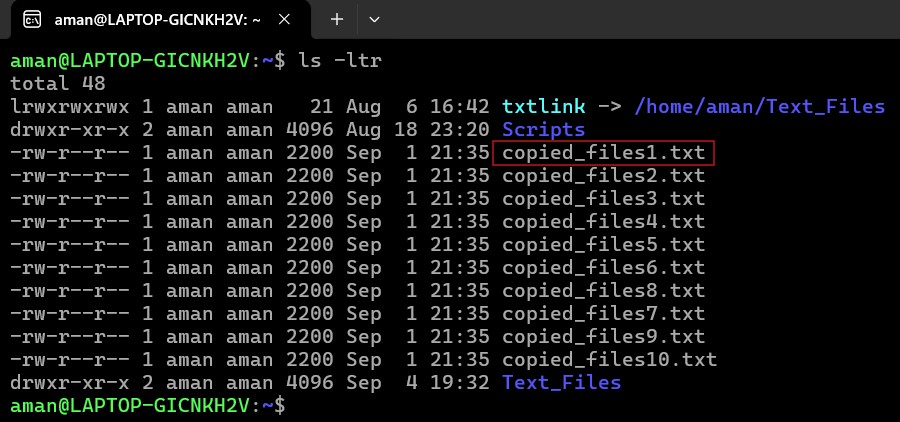 aman@LAPTOP-GICNKH2V: ~
aman@LAPTOP-GICNKH2V:~$ ls -ltr
total 48
lrwxrwxrwx 1 aman aman   21 Aug  6 16:42 txtlink -> /home/aman/Text_Files
drwxr-xr-x 2 aman aman 4096 Aug 18 23:20 Scripts
-rw-r--r-- 1 aman aman 2200 Sep  1 21:35 copied_files1.txt
-rw-r--r-- 1 aman aman 2200 Sep  1 21:35 copied_files2.txt
-rw-r--r-- 1 aman aman 2200 Sep  1 21:35 copied_files3.txt
-rw-r--r-- 1 aman aman 2200 Sep  1 21:35 copied_files4.txt
-rw-r--r-- 1 aman aman 2200 Sep  1 21:35 copied_files5.txt
-rw-r--r-- 1 aman aman 2200 Sep  1 21:35 copied_files6.txt
-rw-r--r-- 1 aman aman 2200 Sep  1 21:35 copied_files8.txt
-rw-r--r-- 1 aman aman 2200 Sep  1 21:35 copied_files7.txt
-rw-r--r-- 1 aman aman 2200 Sep  1 21:35 copied_files9.txt
-rw-r--r-- 1 aman aman 2200 Sep  1 21:35 copied_files10.txt
drwxr-xr-x 2 aman aman 4096 Sep  4 19:32 Text_Files
aman@LAPTOP-GICNKH2V:~$